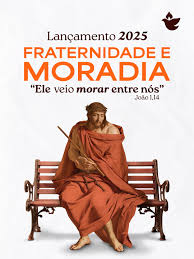 Lançamento 2025
FRATERNIDADE E
MORADIA
“Ele veio morar entre nós”
João 1,14